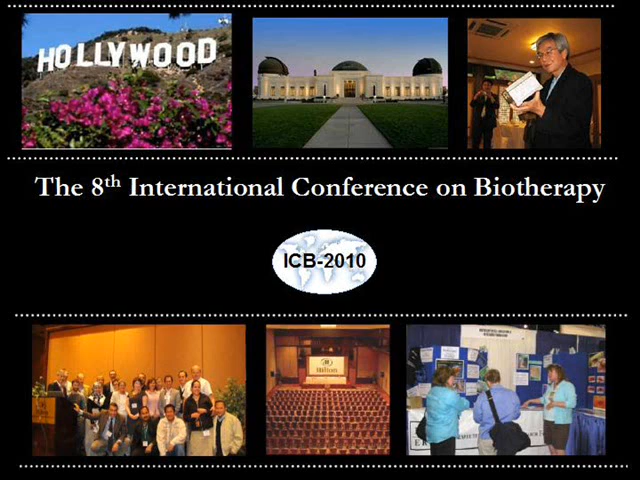 HOLLYWOOD
The 8th International Conference on Biotherapy
ICB-2010
Hilton